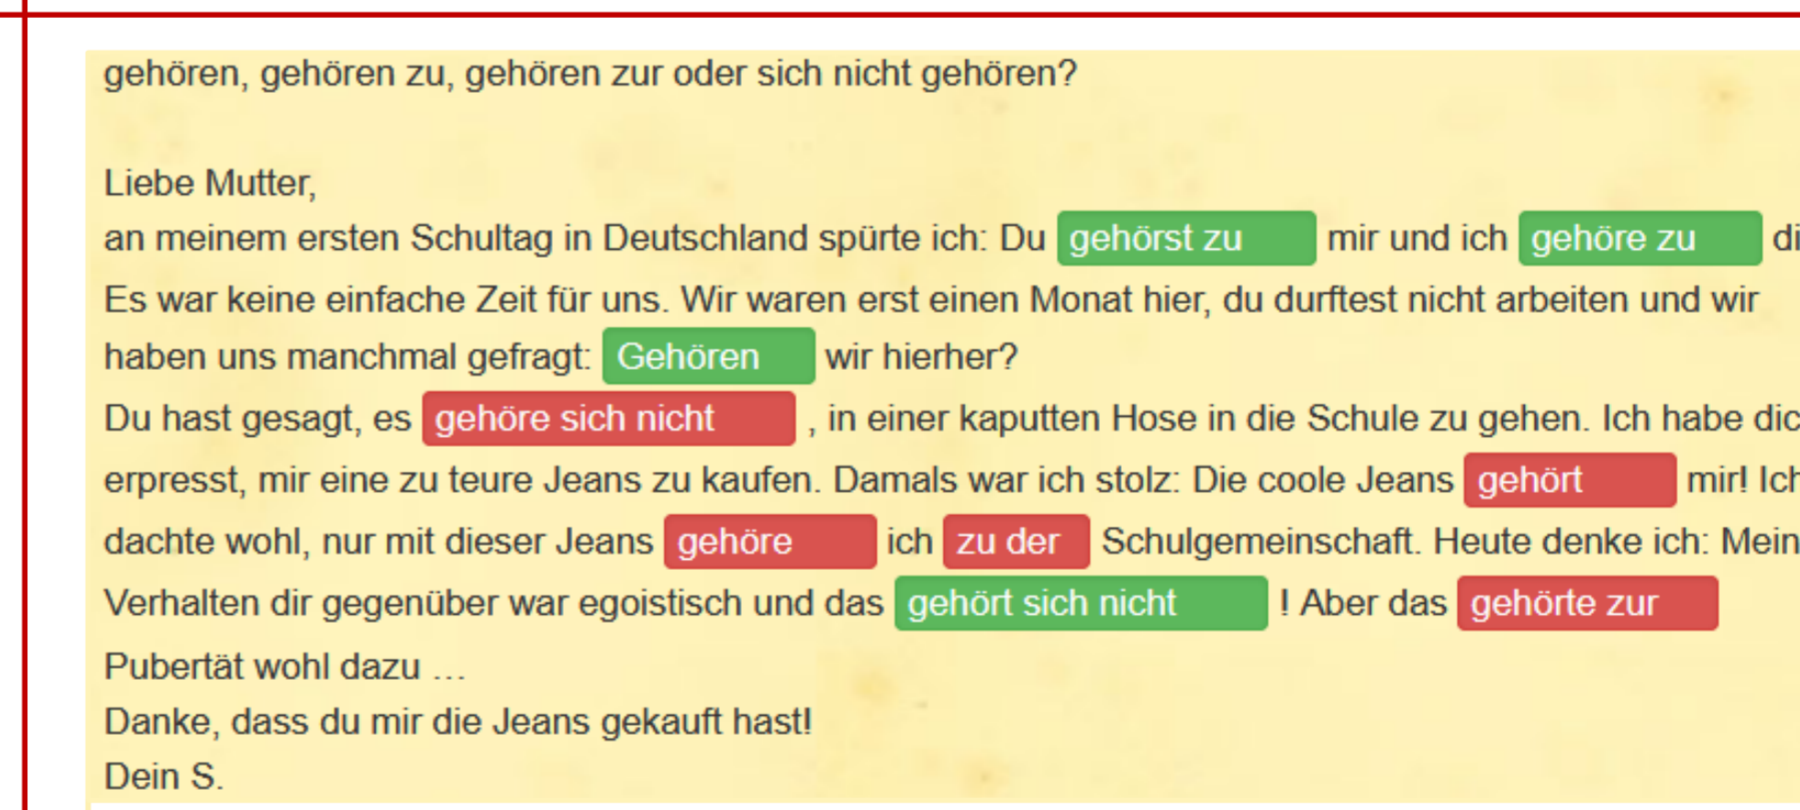 gehören, gehören zu, gehören zur oder sich nicht gehören?
Liebe Mutter,
an meinem ersten Schultag in Deutschland spürte ich: Du gehörst zu mir und ich gehöre zu
Es war keine einfache Zeit für uns. Wir waren erst einen Monat hier, du durftest nicht arbeiten und wir
haben uns manchmal gefragt: Gehören wir hierher?
Du hast gesagt, es gehöre sich nicht , in einer kaputten Hose in die Schule zu gehen. Ich habe
erpresst, mir eine zu teure Jeans zu kaufen. Damals war ich stolz: Die coole Jeans gehört mir! Ich
dachte wohl, nur mit dieser Jeans gehöre ich zu der Schulgemeinschaft. Heute denke ich: Mein
Verhalten dir gegenüber war egoistisch und das gehört sich nicht ! Aber das gehörte zur
Pubertät wohl dazu ...
Danke, dass du mir die Jeans gekauft hast!
Dein S.